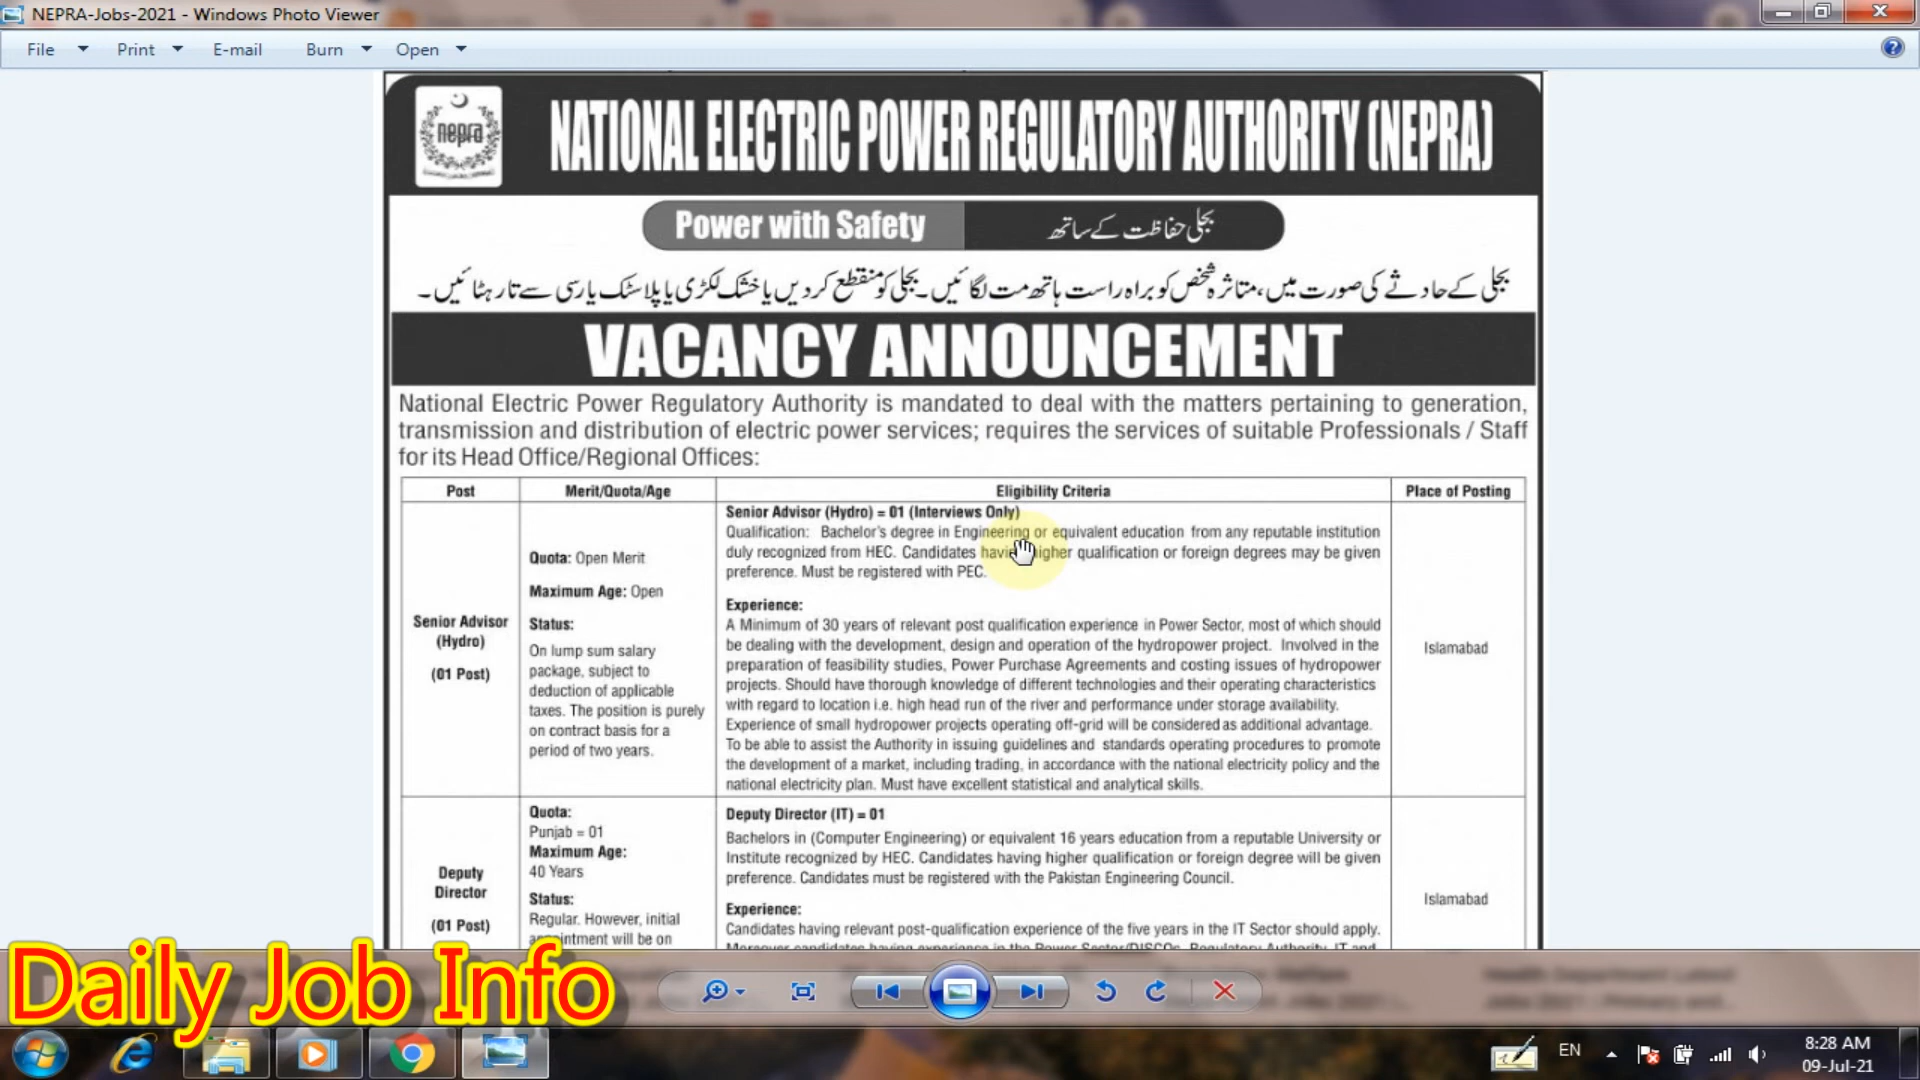 NEPRA-Jobs-2021 - Windows Photo Viewer
File Print E-mail Burn Open
nepra
NATIONAL ELECTRIC POWER REGULATORY AUTHORITY (NEPRA)
Power with Safety
بجلی حفاظت کے ساتھ
بجلی کے حادثے کی صورت میں، متاثرہ شخص کو براہ راست ہاتھ مت لگائیں۔ بجلی کو منقطع کر دیں یا خشک لکڑی یا پلاسٹک یا رسی سے تار ہٹائیں۔
VACANCY ANNOUNCEMENT
National Electric Power Regulatory Authority is mandated to deal with the matters pertaining to generation,
transmission and distribution of electric power services; requires the services of suitable Professionals / Staff
for its Head Office/Regional Offices:
Post Merit/Quota/Age Eligibility Criteria Place of Posting
Senior Advisor
(Hydro)
(01 Post)
Quota: Open Merit
Maximum Age: Open
Status:
On lump sum salary
package, subject to
deduction of applicable
taxes. The position is purely
on contract basis for a
period of two years.
Senior Advisor (Hydro) = 01 (Interviews Only)
Qualification: Bachelor's degree in Engineering or equivalent education from any reputable institution
duly recognized from HEC. Candidates having higher qualification or foreign degrees may be given
preference. Must be registered with PEC.
Experience:
A Minimum of 30 years of relevant post qualification experience in Power Sector, most of which should
be dealing with the development, design and operation of the hydropower project. Involved in the
preparation of feasibility studies, Power Purchase Agreements and costing issues of hydropower
projects. Should have thorough knowledge of different technologies and their operating characteristics
with regard to location i.e. high head run of the river and performance under storage availability.
Experience of small hydropower projects operating off-grid will be considered as additional advantage.
To be able to assist the Authority in issuing guidelines and standards operating procedures to promote
the development of a market, including trading, in accordance with the national electricity policy and the
national electricity plan. Must have excellent statistical and analytical skills.
Islamabad
Deputy
Director
(01 Post)
Quota:
Punjab = 01
Maximum Age:
40 Years
Status:
Regular. However, initial
appointment will be on
Deputy Director (IT) = 01
Bachelors in (Computer Engineering) or equivalent 16 years education from a reputable University or
Institute recognized by HEC. Candidates having higher qualification or foreign degree will be given
preference. Candidates must be registered with the Pakistan Engineering Council.
Experience:
Candidates having relevant post-qualification experience of the five years in the IT Sector should apply.
Moreover candidates having experience in the Power Sector/DISCOs, Regulatory Authority, IT and
Islamabad
Daily Job Info
EN
8:28 AM
09-Jul-21